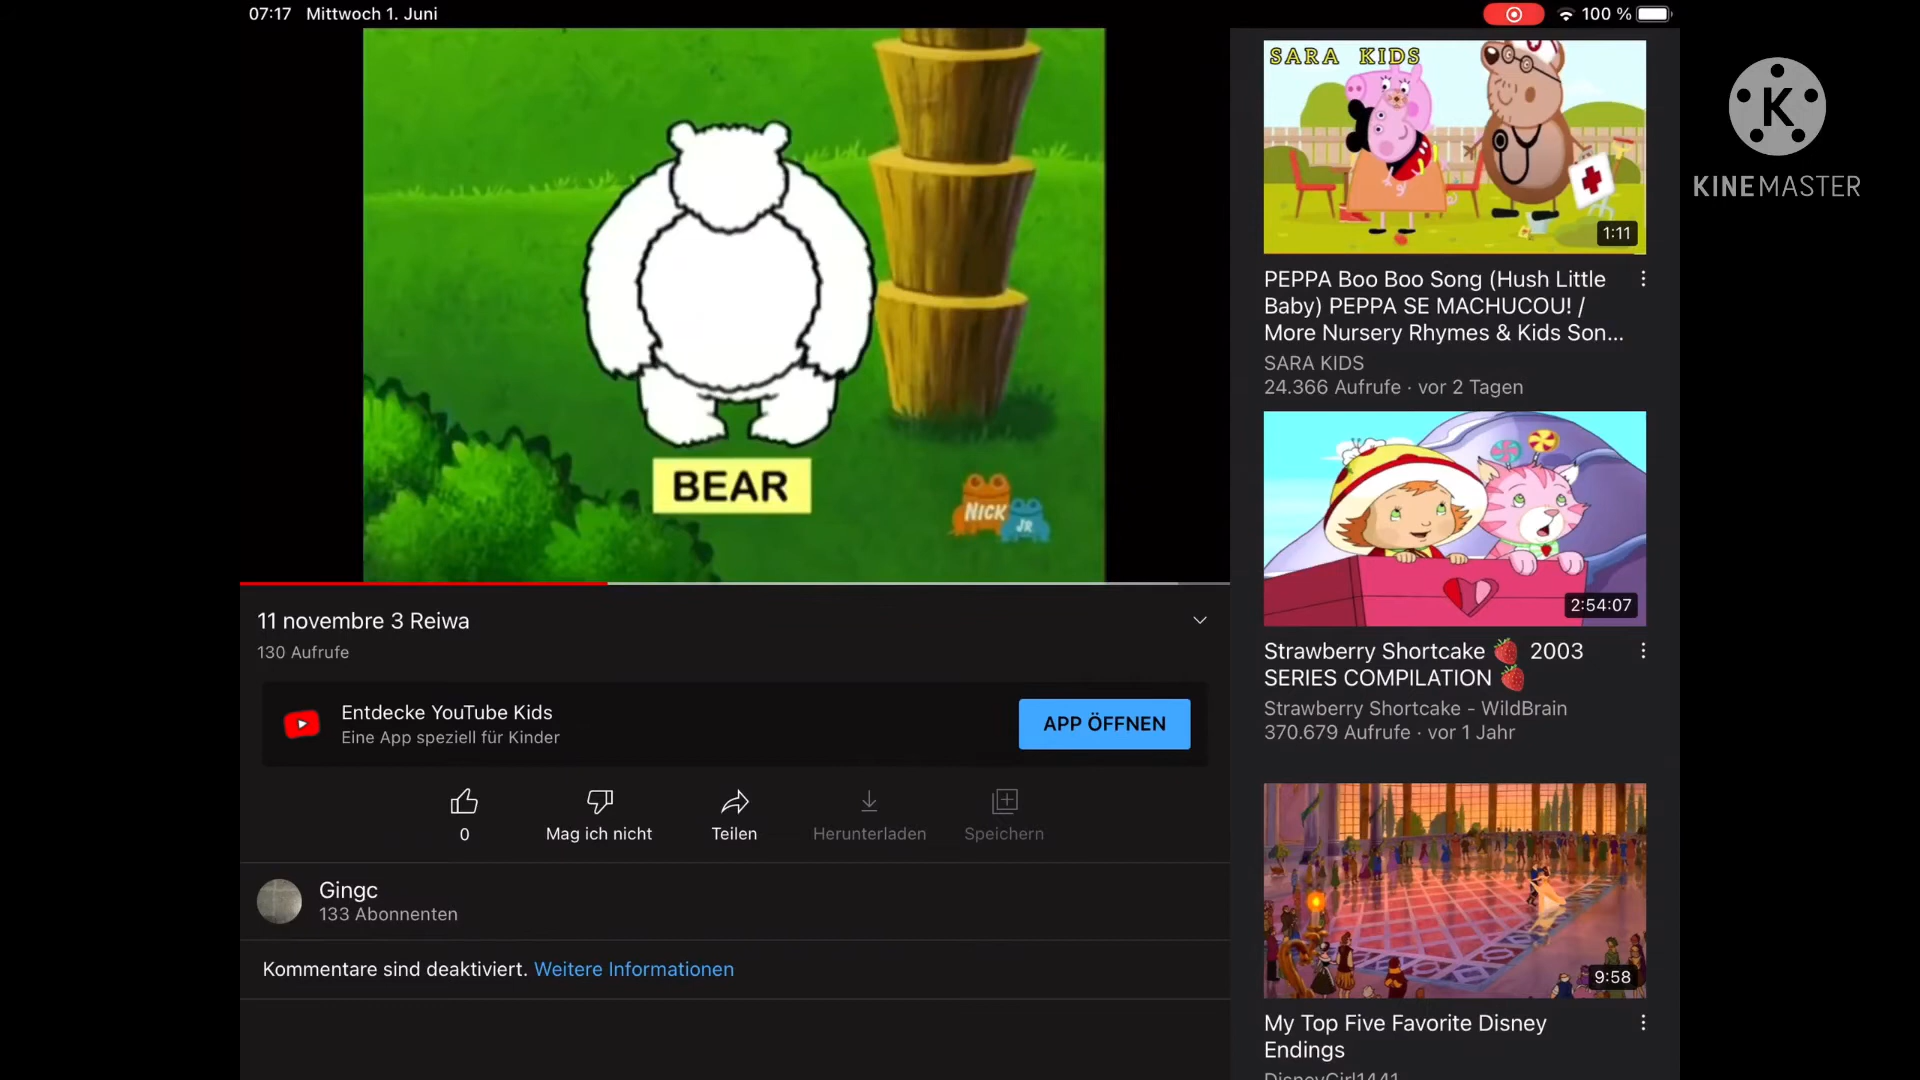 07:17 Mittwoch 1. Juni
100 %
BEAR
NICK
JR
11 novembre 3 Reiwa
130 Aufrufe
Entdecke YouTube Kids
Eine App speziell für Kinder
APP ÖFFNEN
0
Mag ich nicht
Teilen
Herunterladen
Speichern
Gingc
133 Abonnenten
Kommentare sind deaktiviert. Weitere Informationen
SARA KIDS
1:11
PEPPA Boo Boo Song (Hush Little
Baby) PEPPA SE MACHUCOU! /
More Nursery Rhymes & Kids Son...
SARA KIDS
24.366 Aufrufe · vor 2 Tagen
2:54:07
Strawberry Shortcake 🍓 2003
SERIES COMPILATION 🍓
Strawberry Shortcake - WildBrain
370.679 Aufrufe · vor 1 Jahr
9:58
My Top Five Favorite Disney
Endings
DisneyGirl1441
K
KINEMASTER